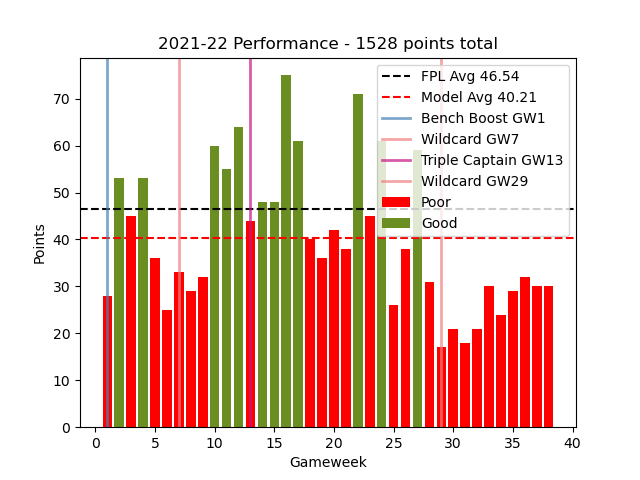 2021-22 Performance - 1528 points total
FPL Avg 46.54
Model Avg 40.21
Bench Boost GW1
Wildcard GW7
Triple Captain GW13
Wildcard GW29
Poor
Good
Points
70
60
50
40
30
20
10
0
0 5 10 15 20 25 30 35 40
Gameweek